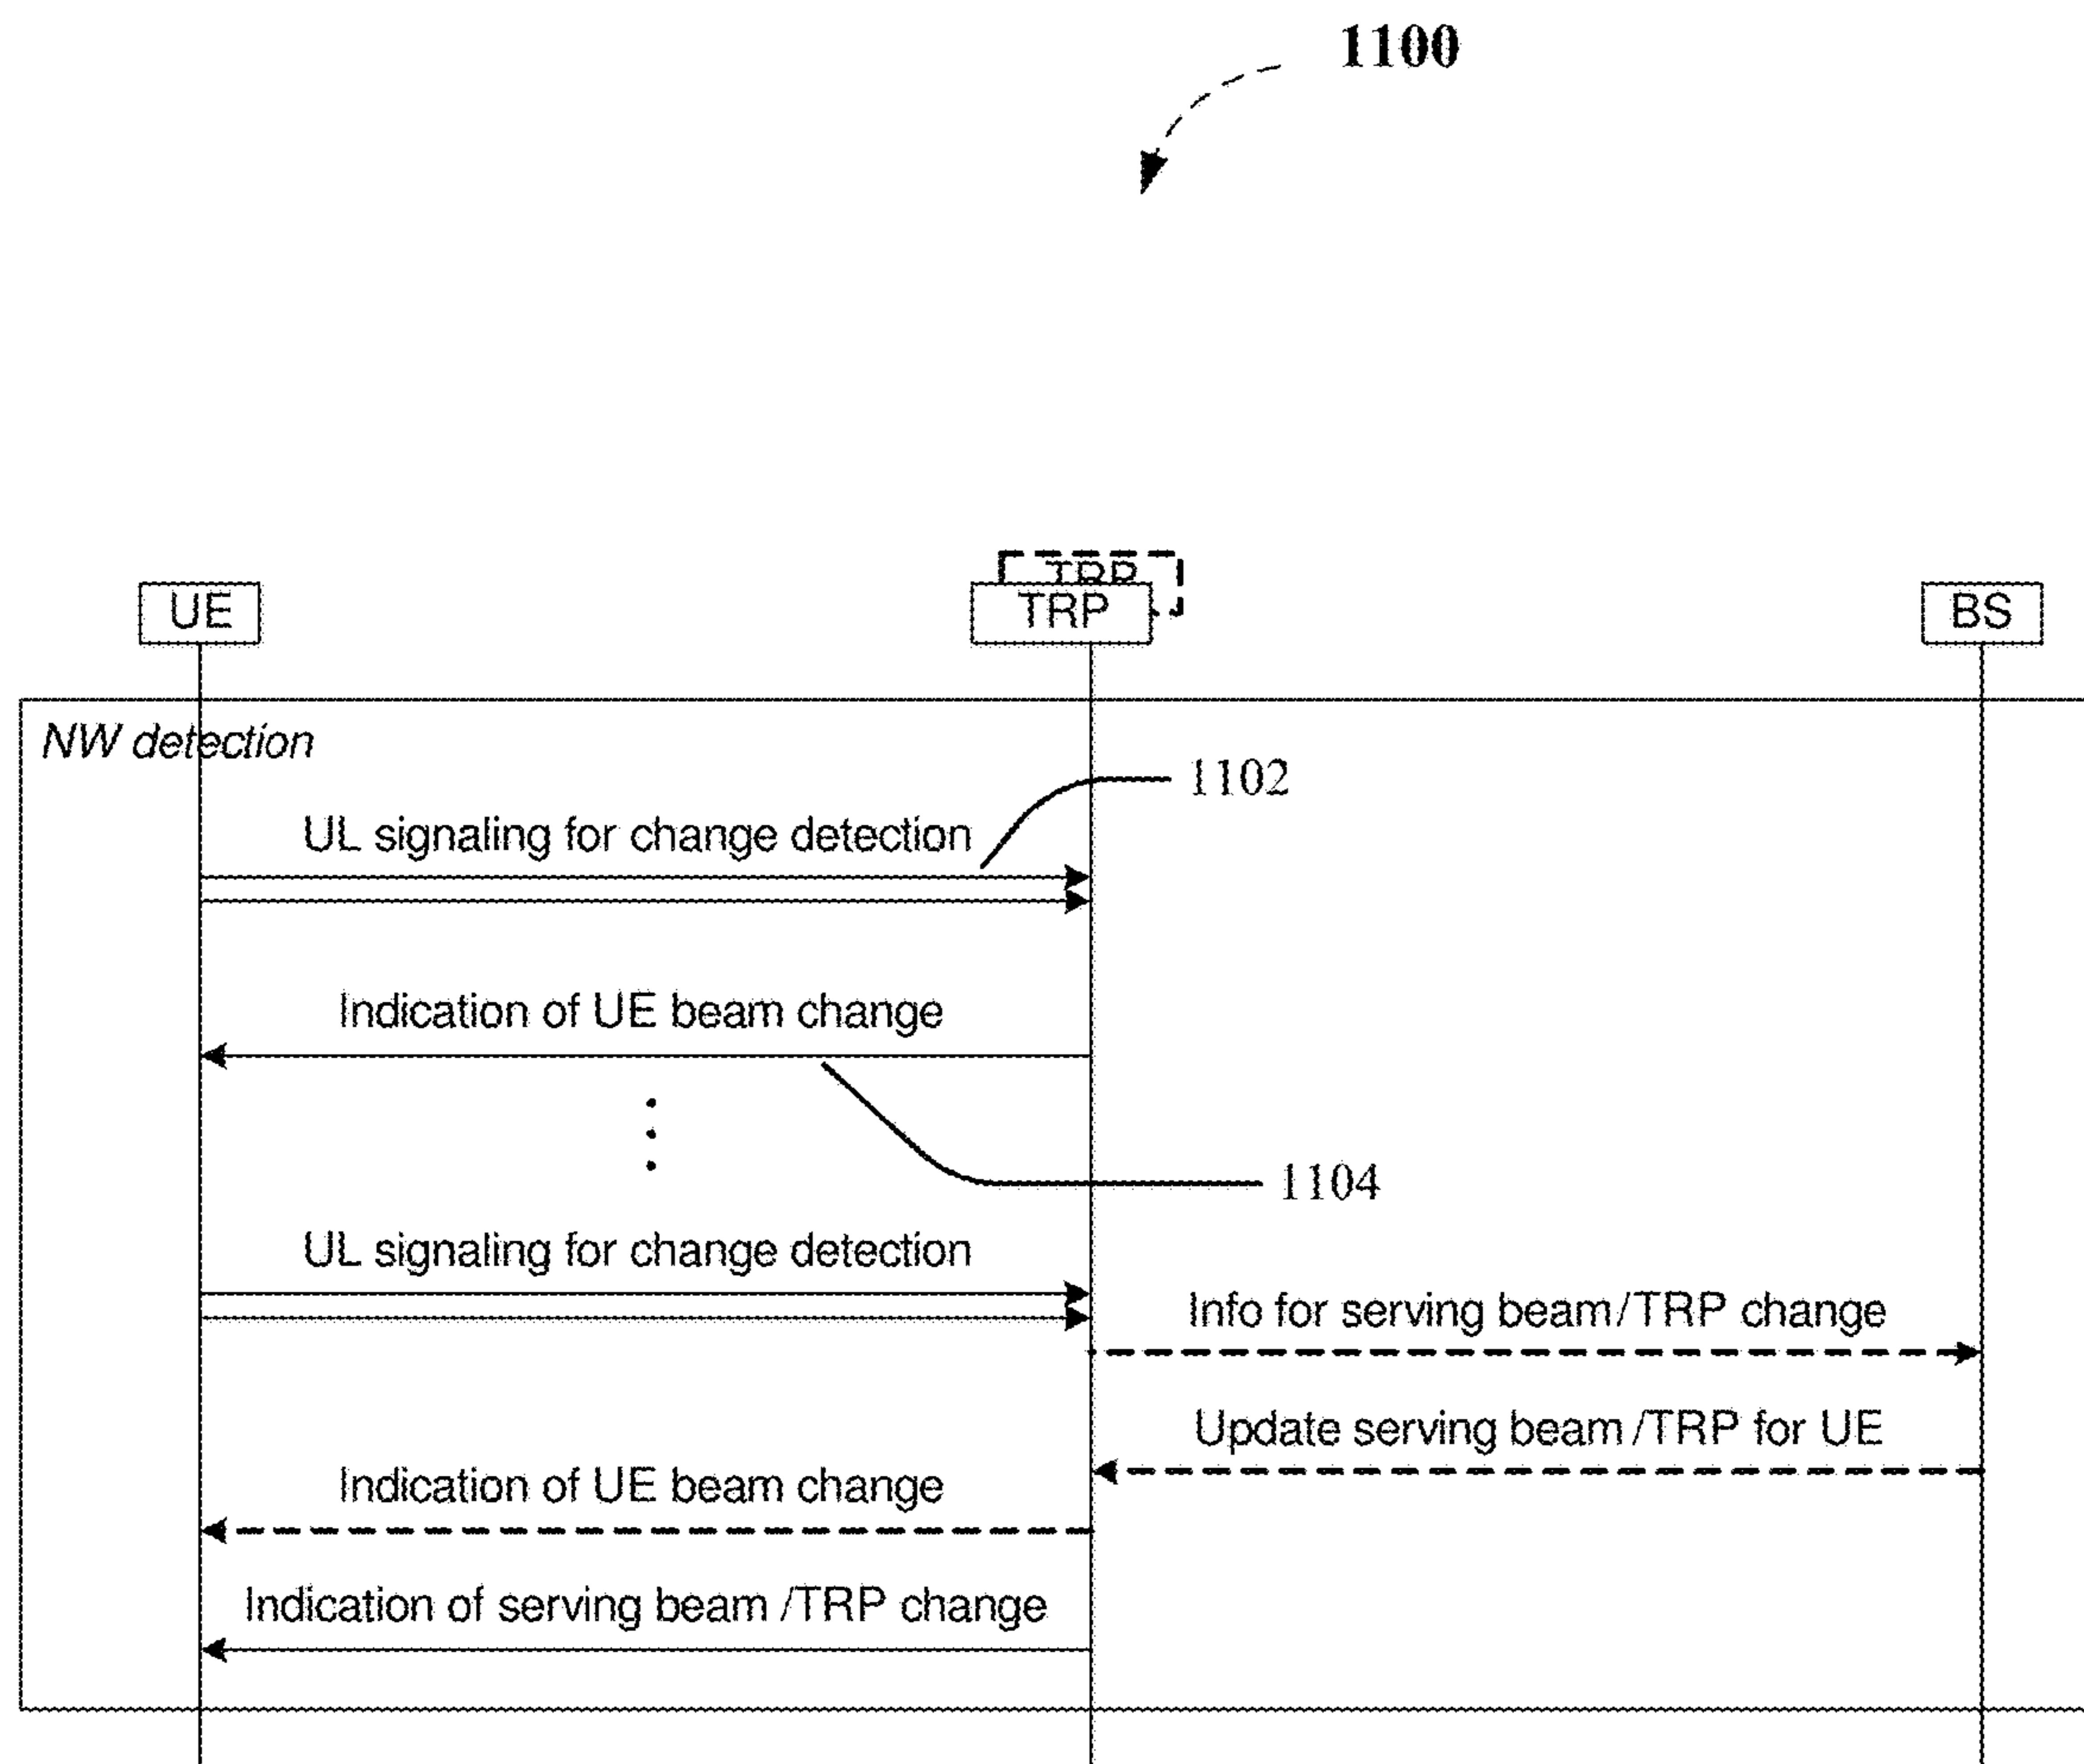 1100
TRP
UE
TRP
BS
NW detection
1102
UL signaling for change detection
Indication of UE beam change
1104
UL signaling for change detection
Info for serving beam/TRP change
Update serving beam/TRP for UE
Indication of UE beam change
Indication of serving beam/TRP change